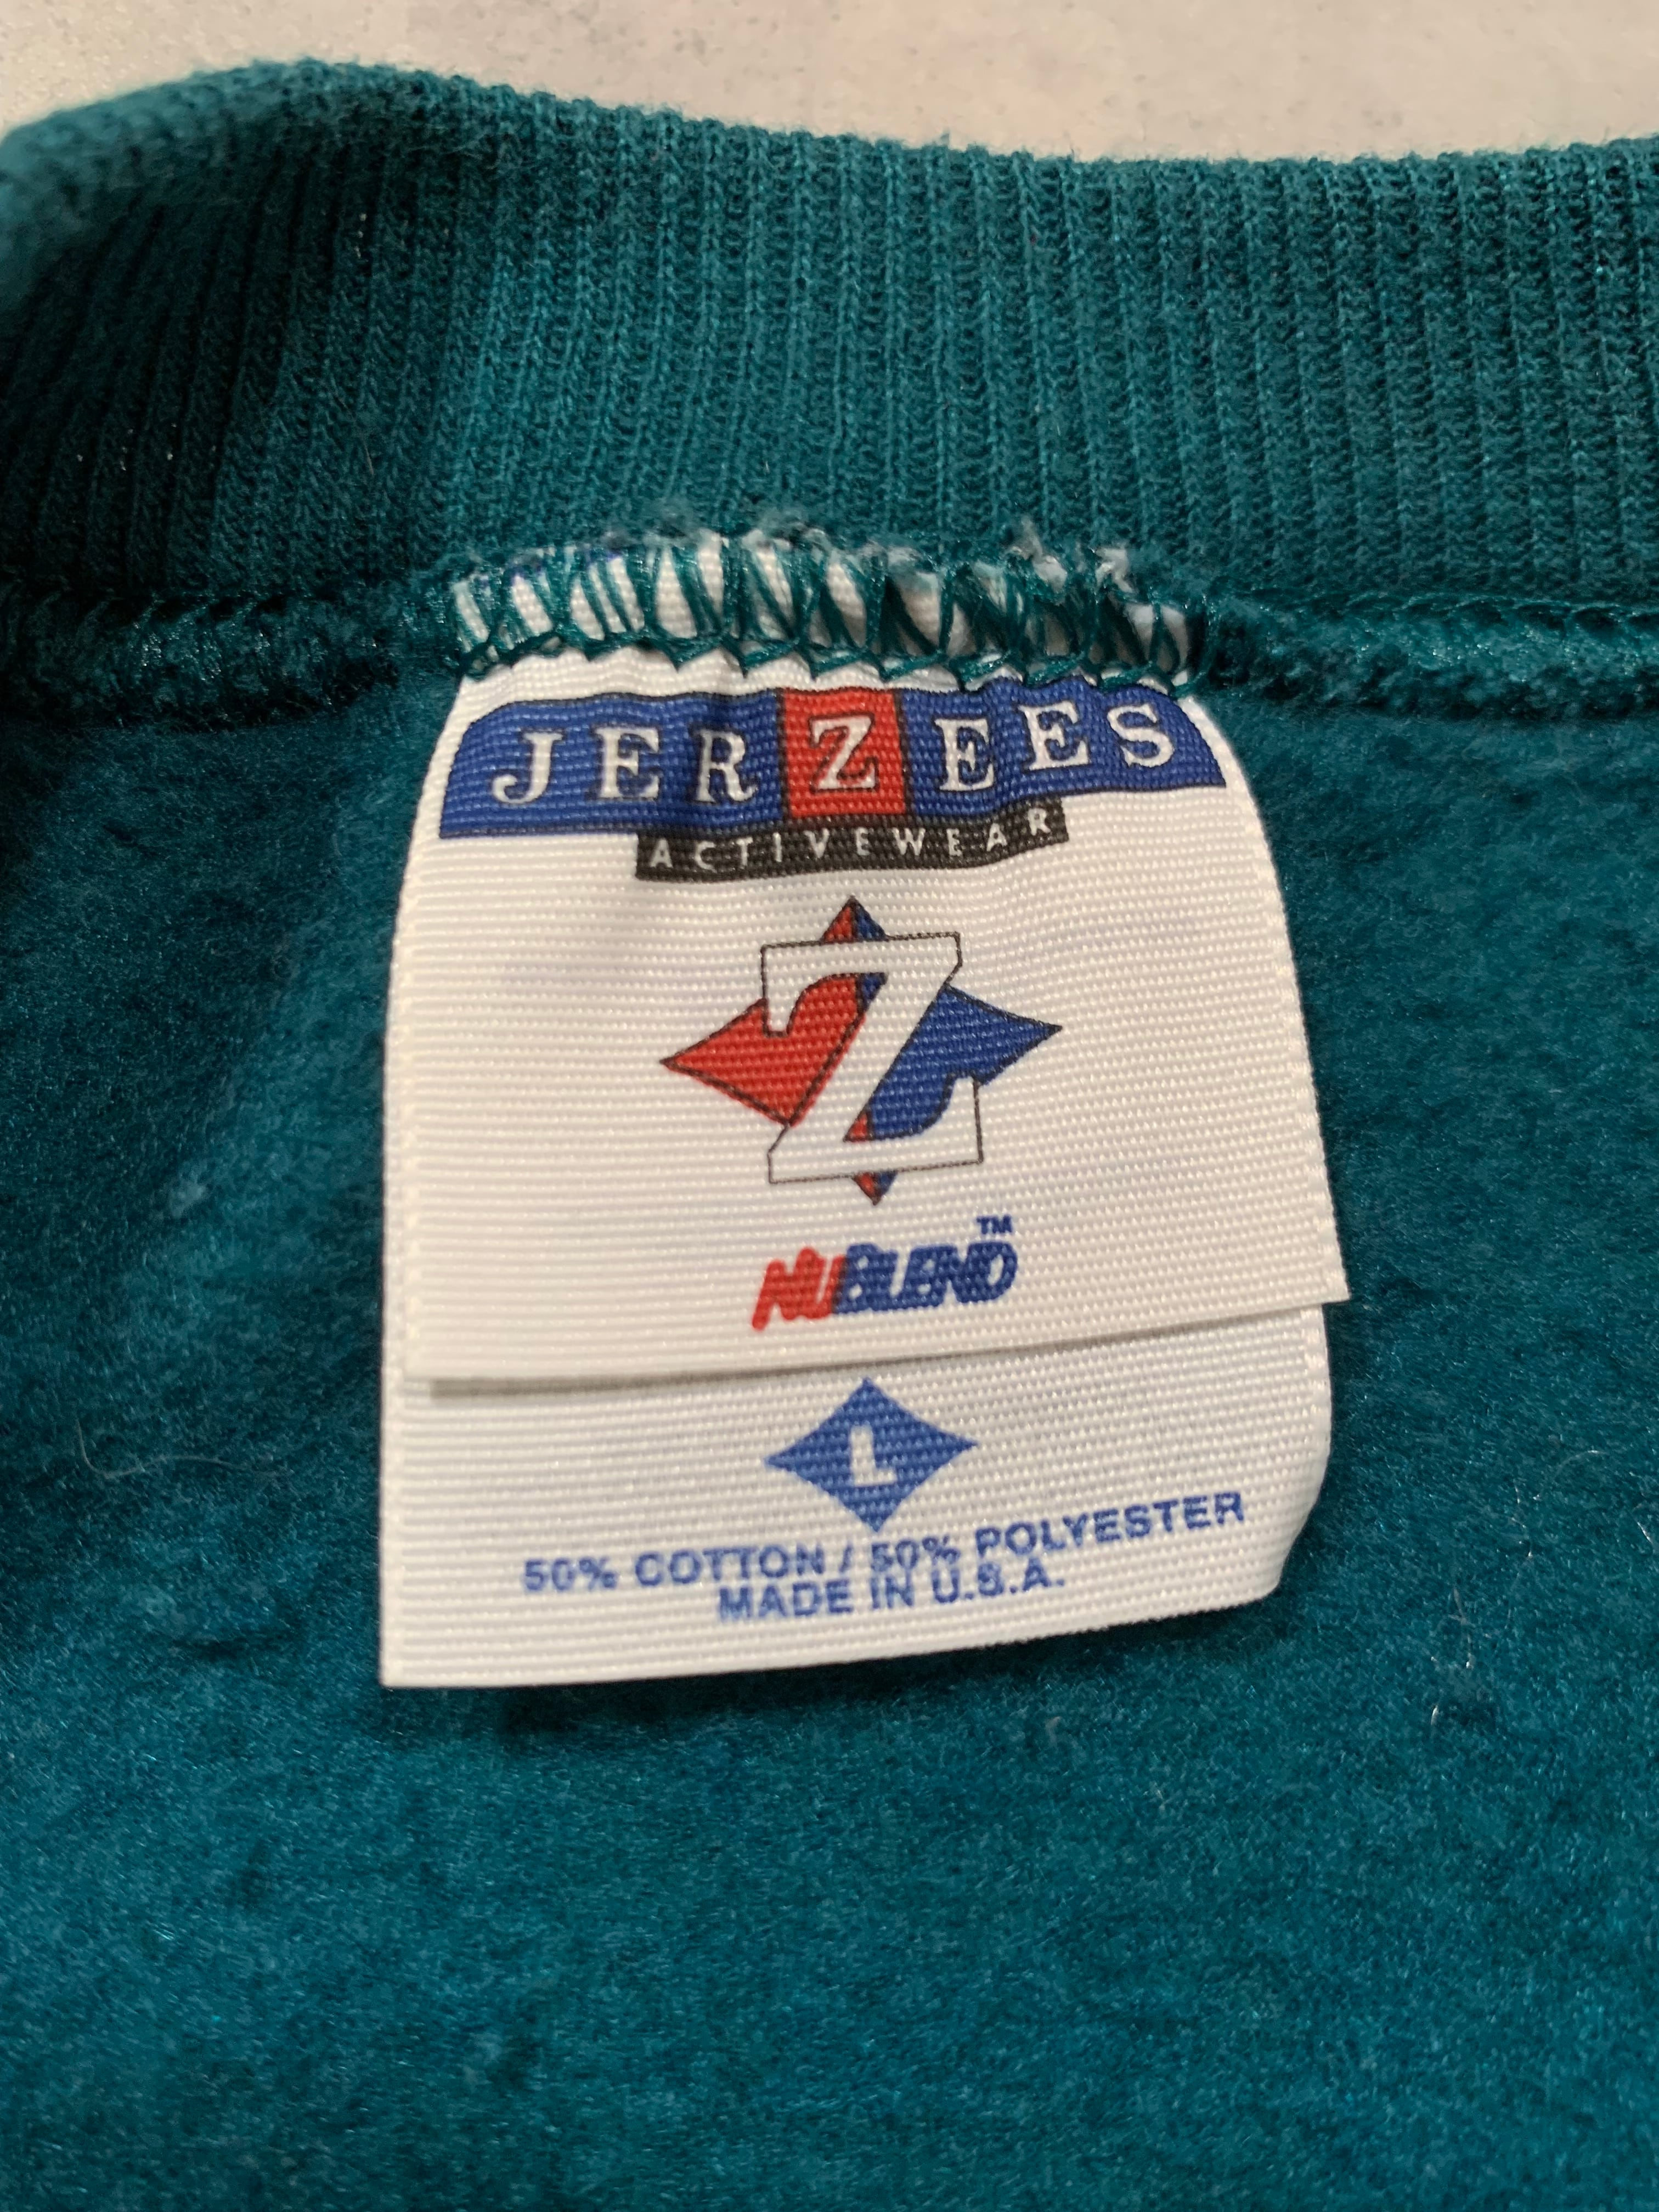 JERZEES
ACTIVEWEAR
Z
NUBLEND™
L
50% COTTON / 50% POLYESTER
MADE IN U.S.A.